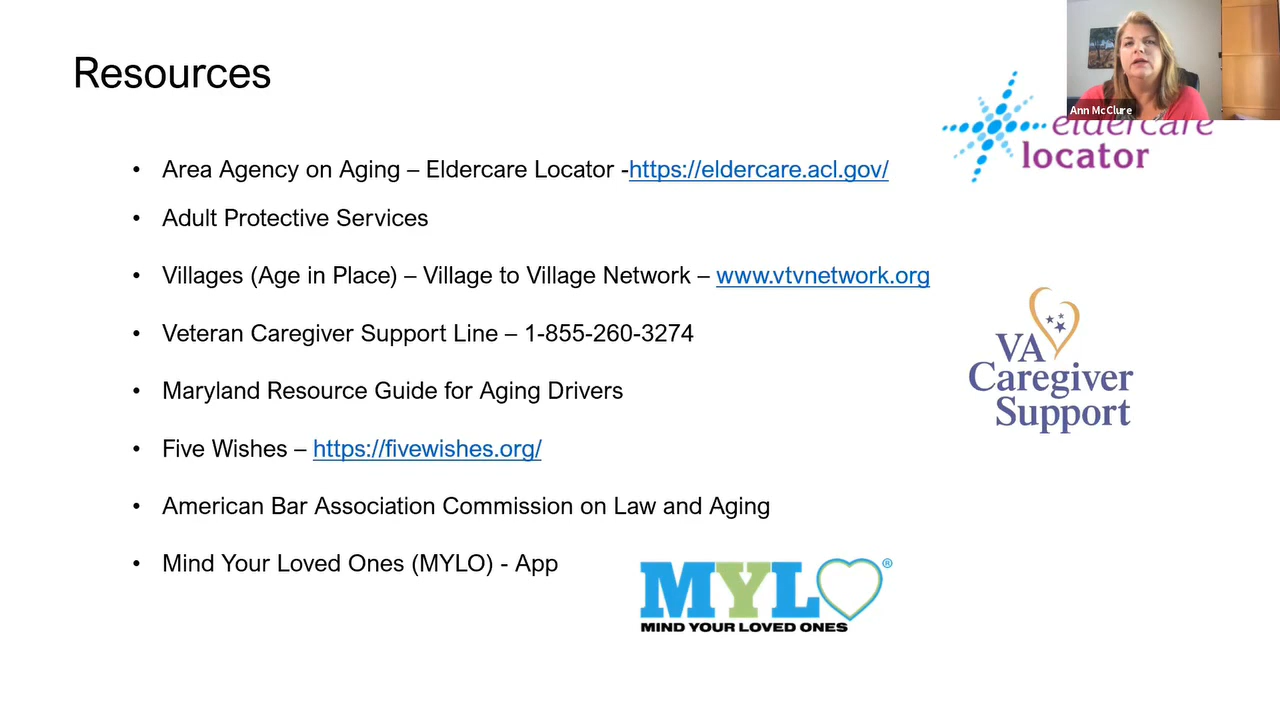 Resources
Ann McClure
eldercare
locator
• Area Agency on Aging – Eldercare Locator -https://eldercare.acl.gov/
• Adult Protective Services
• Villages (Age in Place) – Village to Village Network – www.vtvnetwork.org
• Veteran Caregiver Support Line – 1-855-260-3274
VA
Caregiver
Support
• Maryland Resource Guide for Aging Drivers
• Five Wishes – https://fivewishes.org/
• American Bar Association Commission on Law and Aging
• Mind Your Loved Ones (MYLO) - App
MYLO®
MIND YOUR LOVED ONES